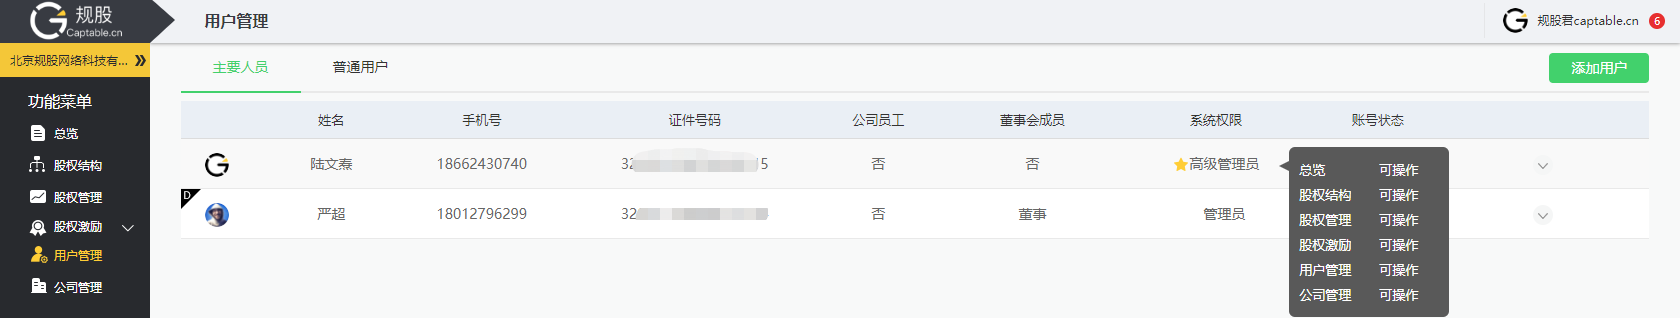 规股
Captable.cn
用户管理
规股君captable.cn
6
北京规股网络科技有...
主要人员
普通用户
添加用户
功能菜单
总览
股权结构
股权管理
股权激励
用户管理
公司管理
姓名 手机号 证件号码 公司员工 董事会成员 系统权限 账号状态
陆文焘 18662430740 32 15 否 否 高级管理员
D
严超 18012796299 32 否 董事 管理员
总览 可操作
股权结构 可操作
股权管理 可操作
股权激励 可操作
用户管理 可操作
公司管理 可操作